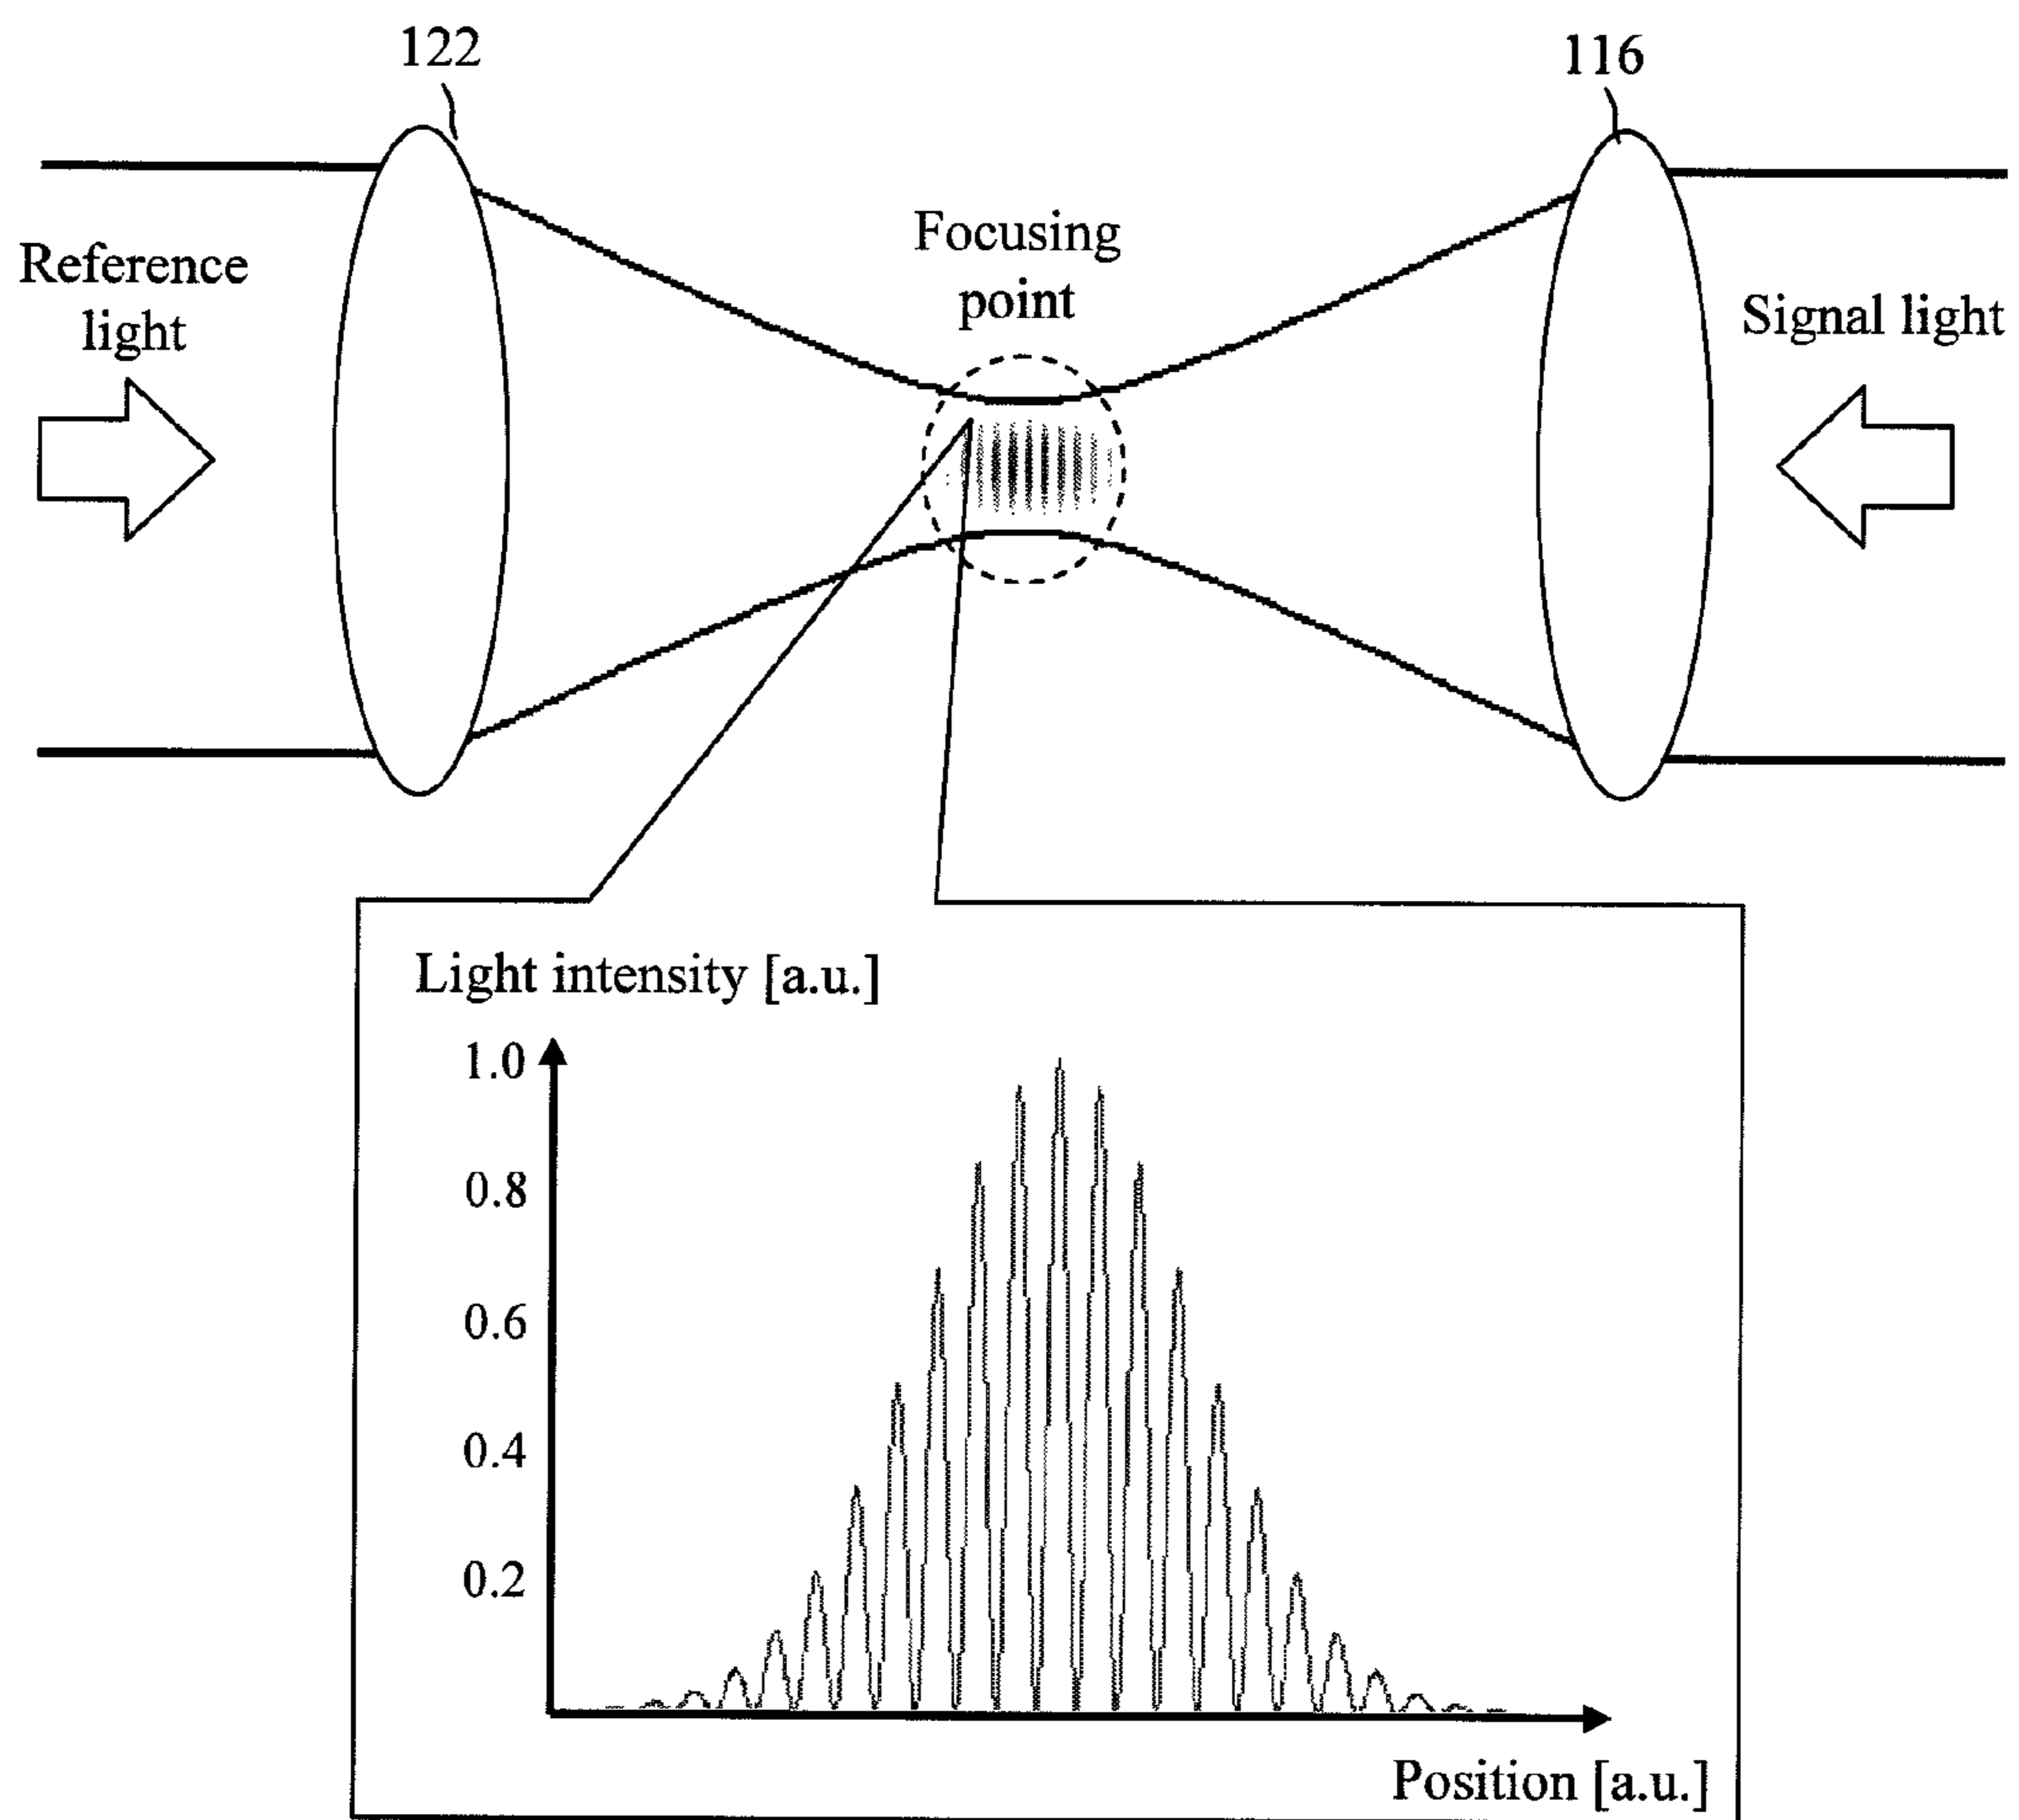 122
116
Focusing
point
Reference
light
Signal light
Light intensity [a.u.]
1.0
0.8
0.6
0.4
0.2
Position [a.u.]